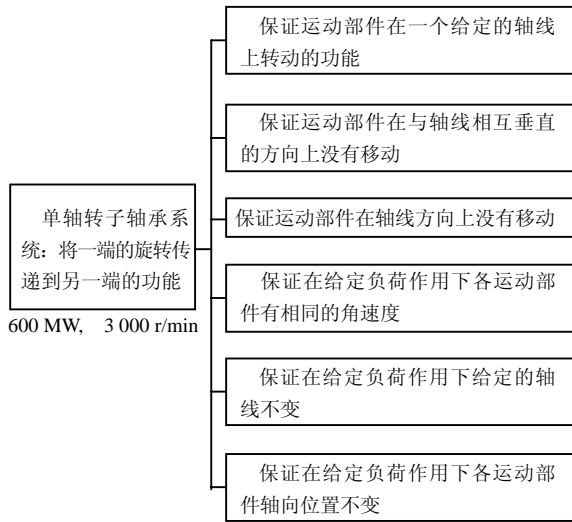 保证运动部件在一个给定的轴线
上转动的功能
保证运动部件在与轴线相互垂直
的方向上没有移动
单轴转子轴承系
统：将一端的旋转传
递到另一端的功能
600 MW, 3 000 r/min
保证运动部件在轴线方向上没有移动
保证在给定负荷作用下各运动部
件有相同的角速度
保证在给定负荷作用下给定的轴
线不变
保证在给定负荷作用下各运动部
件轴向位置不变